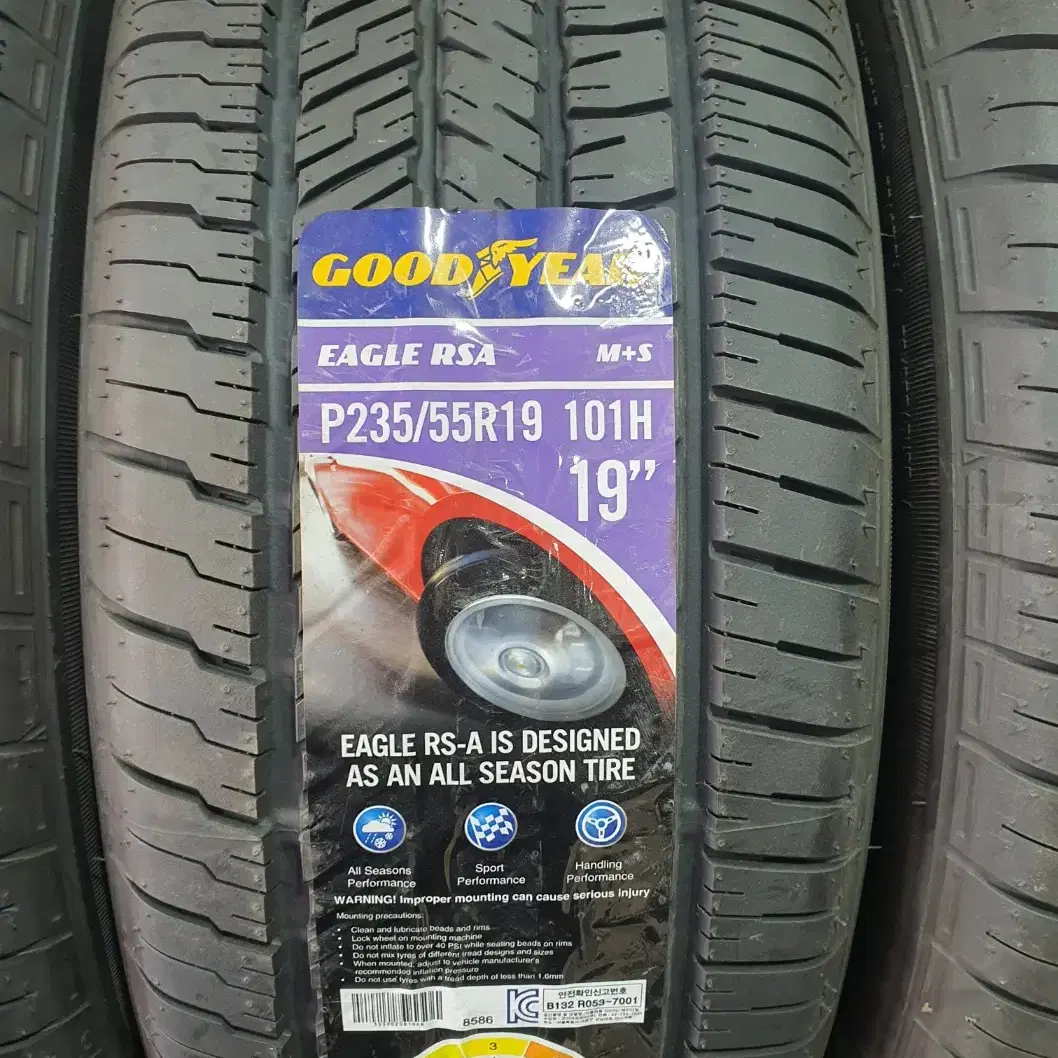 GOOD YEAR
EAGLE RSA M+S
P235/55R19 101H
19”
EAGLE RS-A IS DESIGNED
AS AN ALL SEASON TIRE
All Seasons Performance
Sport Performance
Handling Performance
WARNING! Improper mounting can cause serious injury
Mounting precautions:
• Clean and lubricate beads and rims
• Lock wheel on mounting machine
• Do not inflate to over 40 PSI while seating beads on rims
• Do not mix tyres of different tread designs and sizes
• When mounted, adjust to vehicle manufacturer's
recommended inflation pressure
• Do not use tyres with a tread depth of less than 1.6mm
8586
안전확인신고번호
B132 R053-7001
3